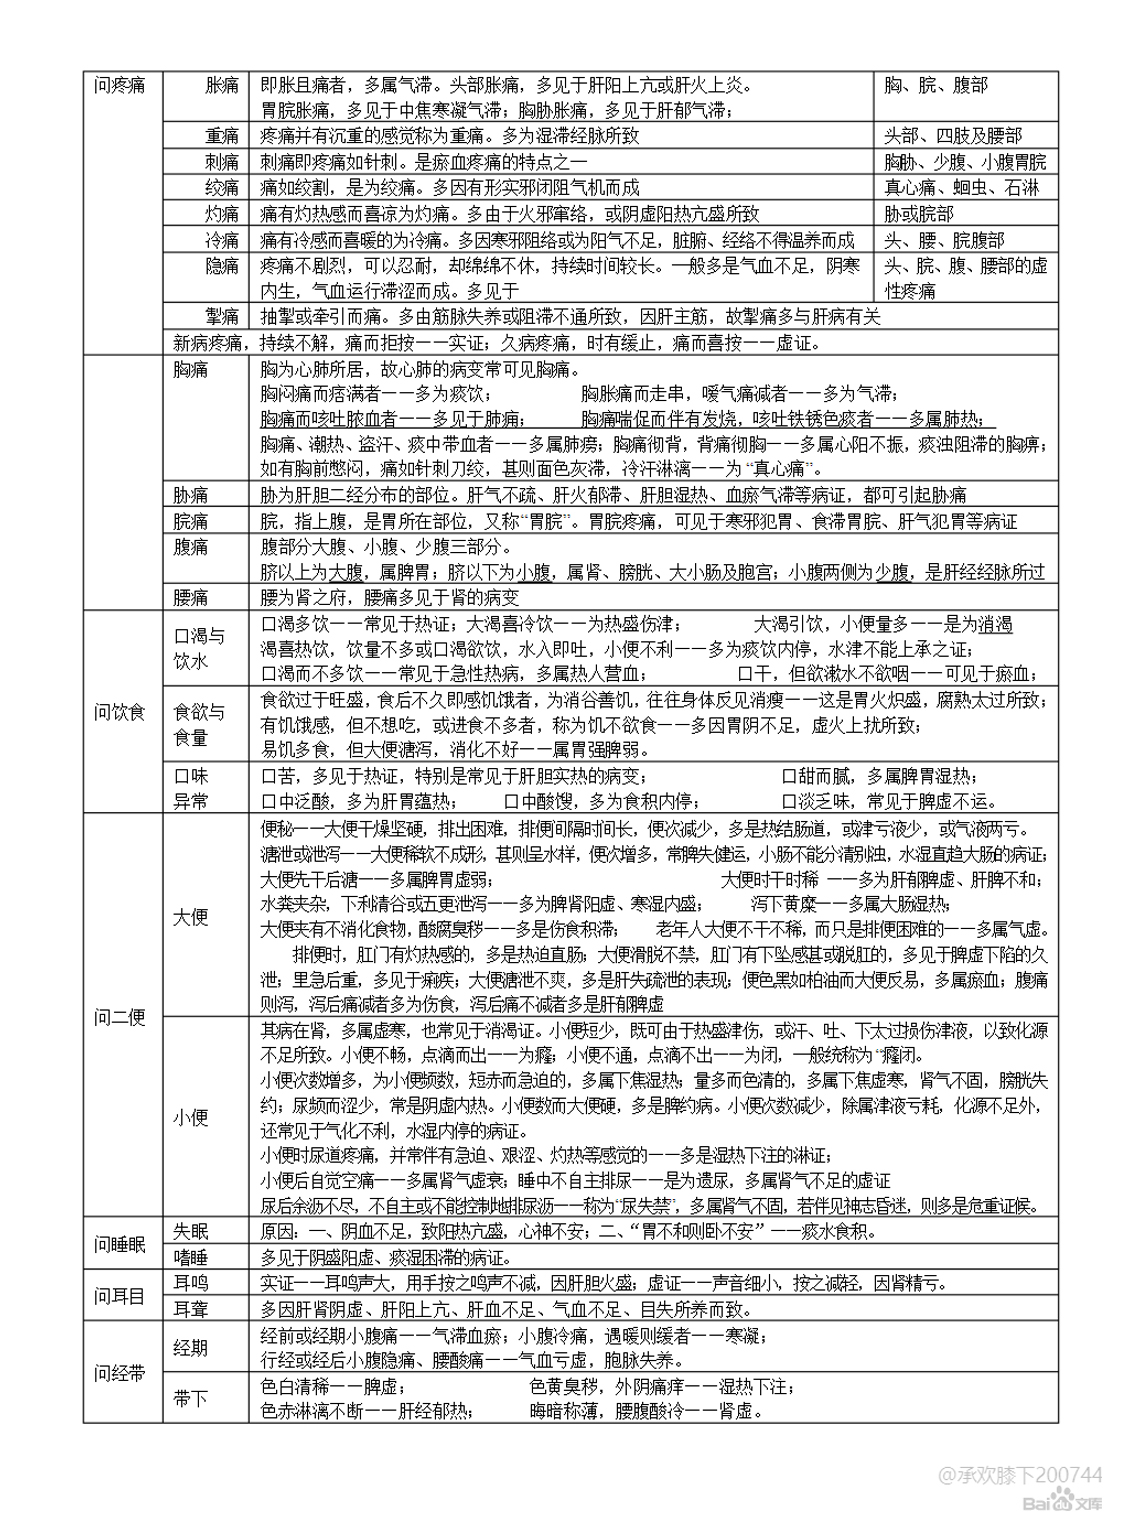 问疼痛 胀痛 即胀且痛者，多属气滞。头部胀痛，多见于肝阳上亢或肝火上炎。 胸、脘、腹部
胃脘胀痛，多见于中焦寒凝气滞；胸胁胀痛，多见于肝郁气滞；
重痛 疼痛并有沉重的感觉称为重痛。多为湿滞经脉所致 头部、四肢及腰部
刺痛 刺痛即疼痛如针刺。是瘀血疼痛的特点之一 胸胁、少腹、小腹胃脘
绞痛 痛如绞割，是为绞痛。多因有形实邪闭阻气机而成 真心痛、蛔虫、石淋
灼痛 痛有灼热感而喜凉为灼痛。多由于火邪窜络，或阴虚阳热亢盛所致 胁或脘部
冷痛 痛有冷感而喜暖的为冷痛。多因寒邪阻络或为阳气不足，脏腑、经络不得温养而成 头、腰、脘腹部
隐痛 疼痛不剧烈，可以忍耐，却绵绵不休，持续时间较长。一般多是气血不足，阴寒 头、脘、腹、腰部的虚
内生，气血运行滞涩而成。多见于 性疼痛
掣痛 抽掣或牵引而痛。多由筋脉失养或阻滞不通所致，因肝主筋，故掣痛多与肝病有关
新病疼痛，持续不解，痛而拒按一一实证；久病疼痛，时有缓止，痛而喜按一一虚证。
胸痛 胸为心肺所居，故心肺的病变常可见胸痛。
胸闷痛而痞满者一一多为痰饮； 胸胀痛而走串，嗳气痛减者一一多为气滞；
胸痛而咳吐脓血者一一多见于肺痈； 胸痛喘促而伴有发烧，咳吐铁锈色痰者一一多属肺热；
胸痛、潮热、盗汗、痰中带血者一一多属肺痨；胸痛彻背，背痛彻胸一一多属心阳不振，痰浊阻滞的胸痹；
如有胸前憋闷，痛如针刺刀绞，甚则面色灰滞，冷汗淋漓一一为“真心痛”。
胁痛 胁为肝胆二经分布的部位。肝气不疏、肝火郁滞、肝胆湿热、血瘀气滞等病证，都可引起胁痛
脘痛 脘，指上腹，是胃所在部位，又称“胃脘”。胃脘疼痛，可见于寒邪犯胃、食滞胃脘、肝气犯胃等病证
腹痛 腹部分大腹、小腹、少腹三部分。
脐以上为大腹，属脾胃；脐以下为小腹，属肾、膀胱、大小肠及胞宫；小腹两侧为少腹，是肝经经脉所过
腰痛 腰为肾之府，腰痛多见于肾的病变
问饮食 口渴与饮水 口渴多饮一一常见于热证；大渴喜冷饮一一为热盛伤津； 大渴引饮，小便量多一一是为消渴
渴喜热饮，饮量不多或口渴欲饮，水入即吐，小便不利一一多为痰饮内停，水津不能上承之证；
口渴而不多饮一一常见于急性热病，多属热人营血； 口干，但欲漱水不欲咽一一可见于瘀血；
食欲与食量 食欲过于旺盛，食后不久即感饥饿者，为消谷善饥，往往身体反见消瘦一一这是胃火炽盛，腐熟太过所致；
有饥饿感，但不想吃，或进食不多者，称为饥不欲食一一多因胃阴不足，虚火上扰所致；
易饥多食，但大便溏泻，消化不好一一属胃强脾弱。
口味 口苦，多见于热证，特别是常见于肝胆实热的病变； 口甜而腻，多属脾胃湿热；
异常 口中泛酸，多为肝胃蕴热； 口中酸馊，多为食积内停； 口淡乏味，常见于脾虚不运。
问二便 大便 便秘一一大便干燥坚硬，排出困难，排便间隔时间长，便次减少，多是热结肠道，或津亏液少，或气液两亏。
溏泄或泄泻一一大便稀软不成形，甚则呈水样，便次增多，常脾失健运，小肠不能分清别浊，水湿直趋大肠的病证；
大便先干后溏一一多属脾胃虚弱； 大便时干时稀 一一多为肝郁脾虚、肝脾不和；
水粪夹杂，下利清谷或五更泄泻一一多为脾肾阳虚、寒湿内盛； 泻下黄糜一一多属大肠湿热；
大便夹有不消化食物，酸腐臭秽一一多是伤食积滞； 老年人大便不干不稀，而只是排便困难的一一多属气虚。
排便时，肛门有灼热感的，多是热迫直肠；大便滑脱不禁，肛门有下坠感甚或脱肛的，多见于脾虚下陷的久
泄；里急后重，多见于痢疾；大便溏泄不爽，多是肝失疏泄的表现；便色黑如柏油而大便反易，多属瘀血；腹痛
则泻，泻后痛减者多为伤食，泻后痛不减者多是肝郁脾虚
小便 其病在肾，多属虚寒，也常见于消渴证。小便短少，既可由于热盛津伤，或汗、吐、下太过损伤津液，以致化源
不足所致。小便不畅，点滴而出一一为癃；小便不通，点滴不出一一为闭，一般统称为“癃闭。
小便次数增多，为小便频数，短赤而急迫的，多属下焦湿热；量多而色清的，多属下焦虚寒，肾气不固，膀胱失
约；尿频而涩少，常是阴虚内热。小便数而大便硬，多是脾约病。小便次数减少，除属津液亏耗，化源不足外，
还常见于气化不利，水湿内停的病证。
小便时尿道疼痛，并常伴有急迫、艰涩、灼热等感觉的一一多是湿热下注的淋证；
小便后自觉空痛一一多属肾气虚衰；睡中不自主排尿一一是为遗尿，多属肾气不足的虚证
尿后余沥不尽，不自主或不能控制地排尿沥一一称为“尿失禁”，多属肾气不固，若伴见神志昏迷，则多是危重证候。
问睡眠 失眠 原因：一、阴血不足，致阳热亢盛，心神不安；二、“胃不和则卧不安”一一痰水食积。
嗜睡 多见于阴盛阳虚、痰湿困滞的病证。
问耳目 耳鸣 实证一一耳鸣声大，用手按之鸣声不减，因肝胆火盛；虚证一一声音细小，按之减轻，因肾精亏。
耳聋 多因肝肾阴虚、肝阳上亢、肝血不足、气血不足、目失所养而致。
问经带 经期 经前或经期小腹痛一一气滞血瘀；小腹冷痛，遇暖则缓者一一寒凝；
行经或经后小腹隐痛、腰酸痛一一气血亏虚，胞脉失养。
带下 色白清稀一一脾虚； 色黄臭秽，外阴痛痒一一湿热下注；
色赤淋漓不断一一肝经郁热； 晦暗称薄，腰腹酸冷一一肾虚。
@承欢膝下200744
Bai文库